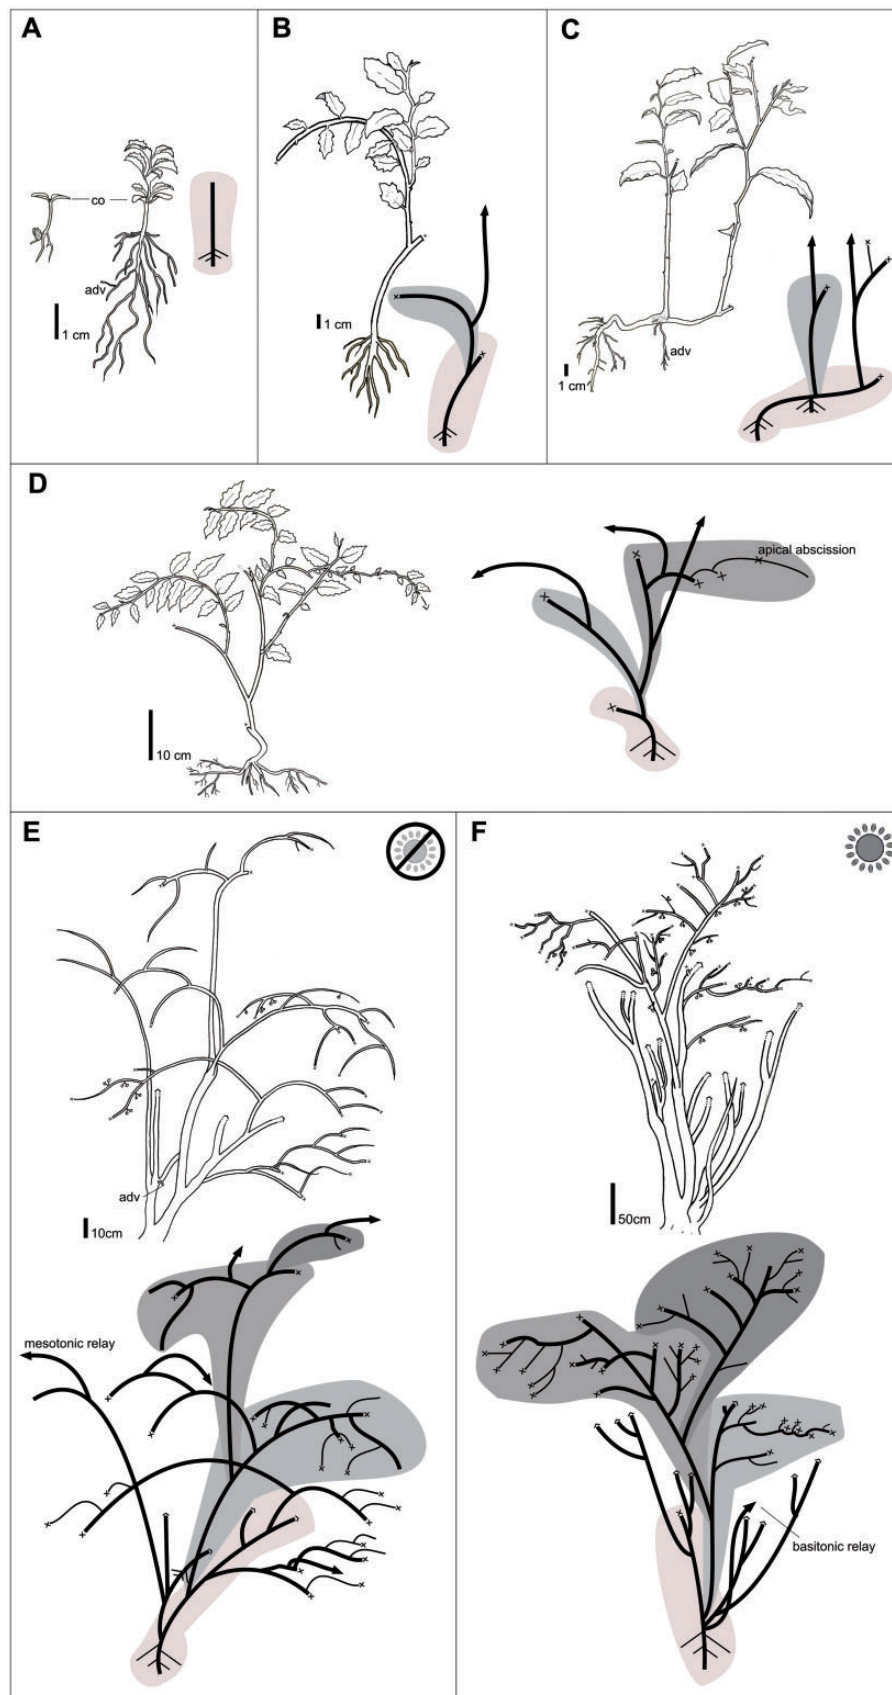 A
co
adv
1 cm
B
1 cm
C
adv
1 cm
D
apical abscission
10 cm
E
adv
10cm
mesotonic relay
F
50cm
basitonic relay